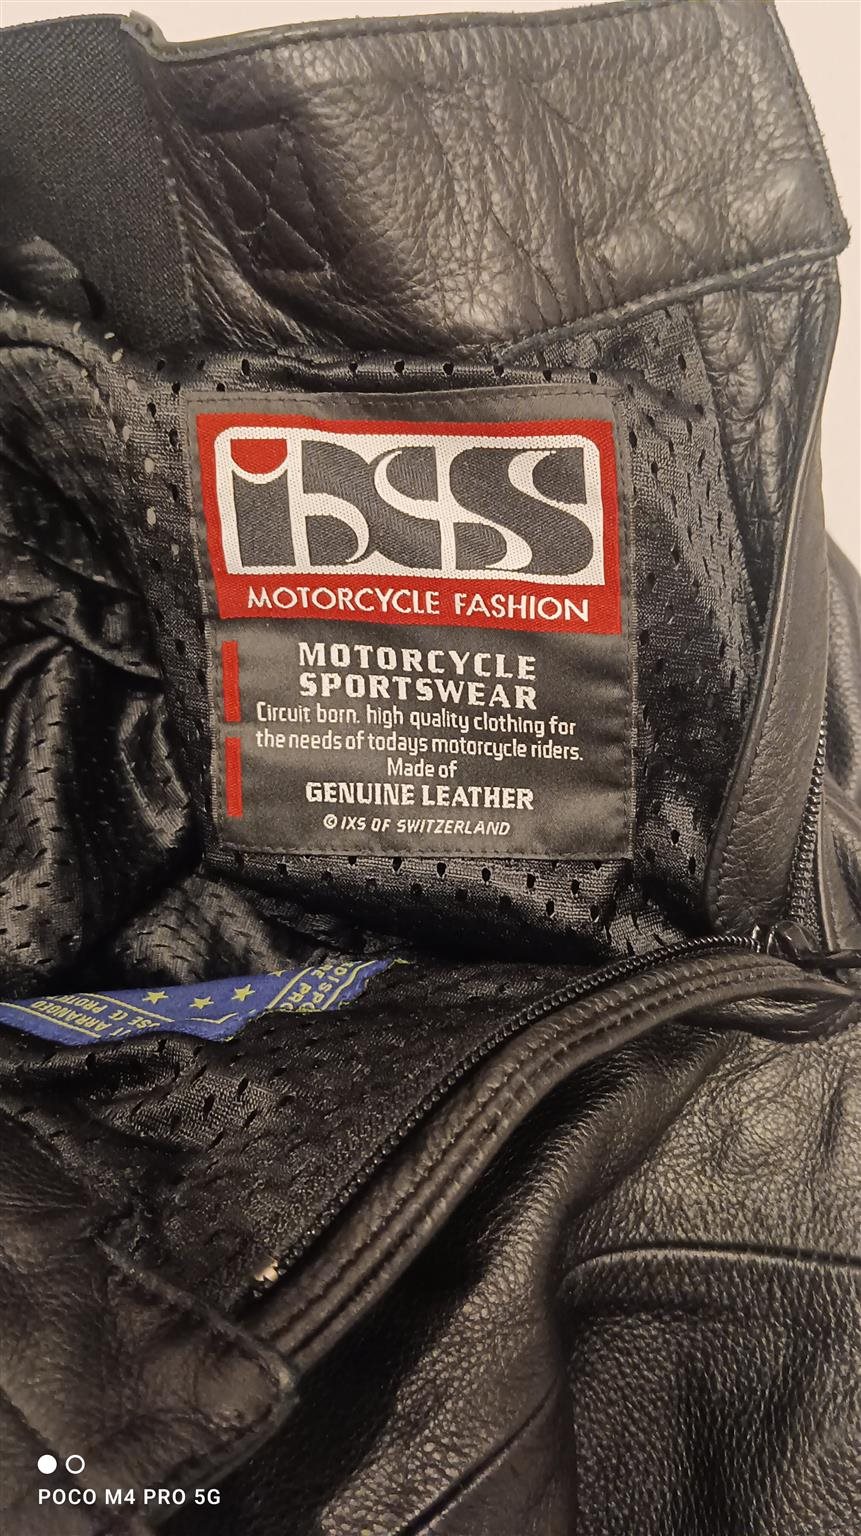 iXS
MOTORCYCLE FASHION
MOTORCYCLE
SPORTSWEAR
Circuit born. high quality clothing for
the needs of todays motorcycle riders.
Made of
GENUINE LEATHER
© IXS OF SWITZERLAND
POCO M4 PRO 5G